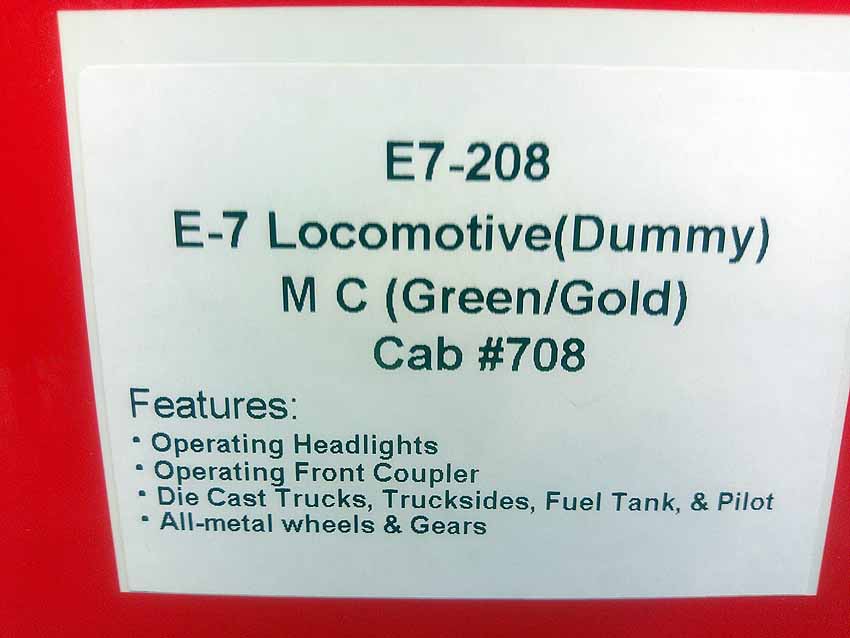 E7-208
E-7 Locomotive(Dummy)
M C (Green/Gold)
Cab #708
Features:
• Operating Headlights
• Operating Front Coupler
• Die Cast Trucks, Trucksides, Fuel Tank, & Pilot
• All-metal wheels & Gears